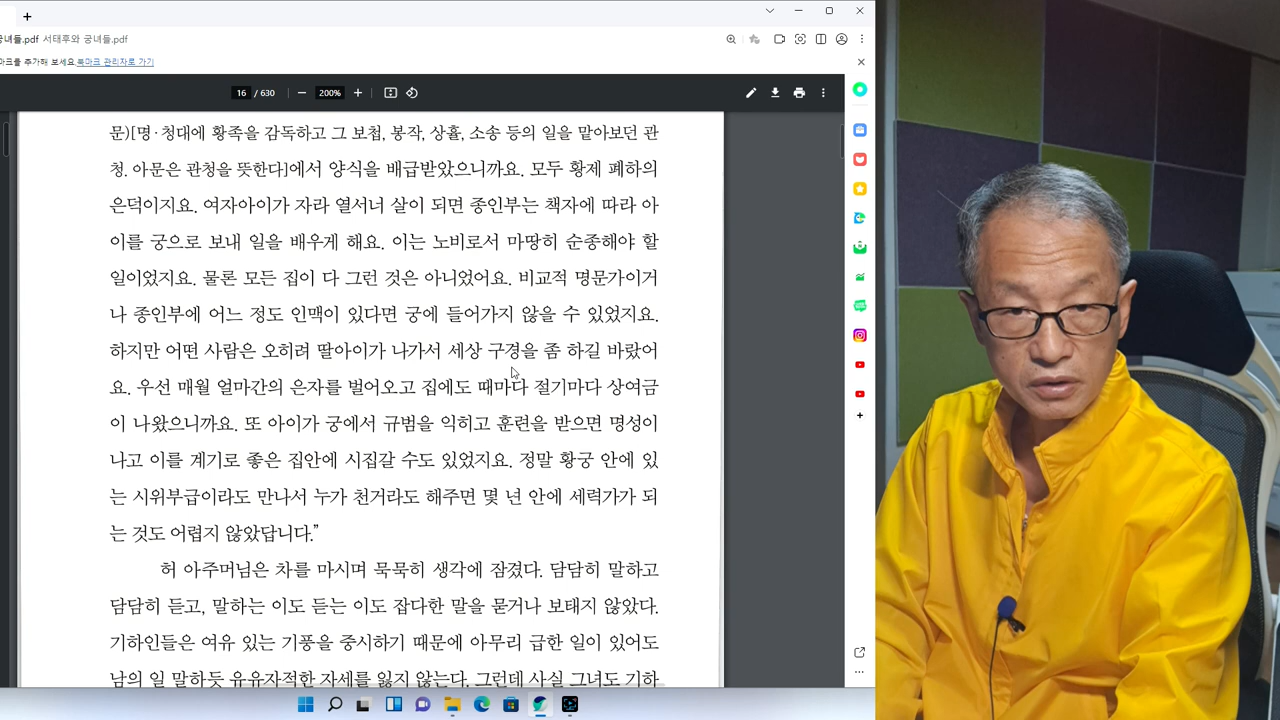 궁녀들.pdf 서태후와 궁녀들.pdf
마크를 추가해 보세요.북마크 관리자로 가기
16 / 630
200%
문)[명·청대에 황족을 감독하고 그 보첩, 봉작, 상휼, 소송 등의 일을 맡아보던 관
청. 아문은 관청을 뜻한다]에서 양식을 배급받았으니까요. 모두 황제 폐하의
은덕이지요. 여자아이가 자라 열서너 살이 되면 종인부는 책자에 따라 아
이를 궁으로 보내 일을 배우게 해요. 이는 노비로서 마땅히 순종해야 할
일이었지요. 물론 모든 집이 다 그런 것은 아니었어요. 비교적 명문가이거
나 종인부에 어느 정도 인맥이 있다면 궁에 들어가지 않을 수 있었지요.
하지만 어떤 사람은 오히려 딸아이가 나가서 세상 구경을 좀 하길 바랐어
요. 우선 매월 얼마간의 은자를 벌어오고 집에도 때마다 절기마다 상여금
이 나왔으니까요. 또 아이가 궁에서 규범을 익히고 훈련을 받으면 명성이
나고 이를 계기로 좋은 집안에 시집갈 수도 있었지요. 정말 황궁 안에 있
는 시위부급이라도 만나서 누가 천거라도 해주면 몇 년 안에 세력가가 되
는 것도 어렵지 않았답니다.”
허 아주머님은 차를 마시며 묵묵히 생각에 잠겼다. 담담히 말하고
담담히 듣고, 말하는 이도 듣는 이도 잡다한 말을 묻거나 보태지 않았다.
기하인들은 여유 있는 기풍을 중시하기 때문에 아무리 급한 일이 있어도
남의 일 말하듯 유유자적한 자세를 잃지 않는다. 그런데 사실 그녀도 기하